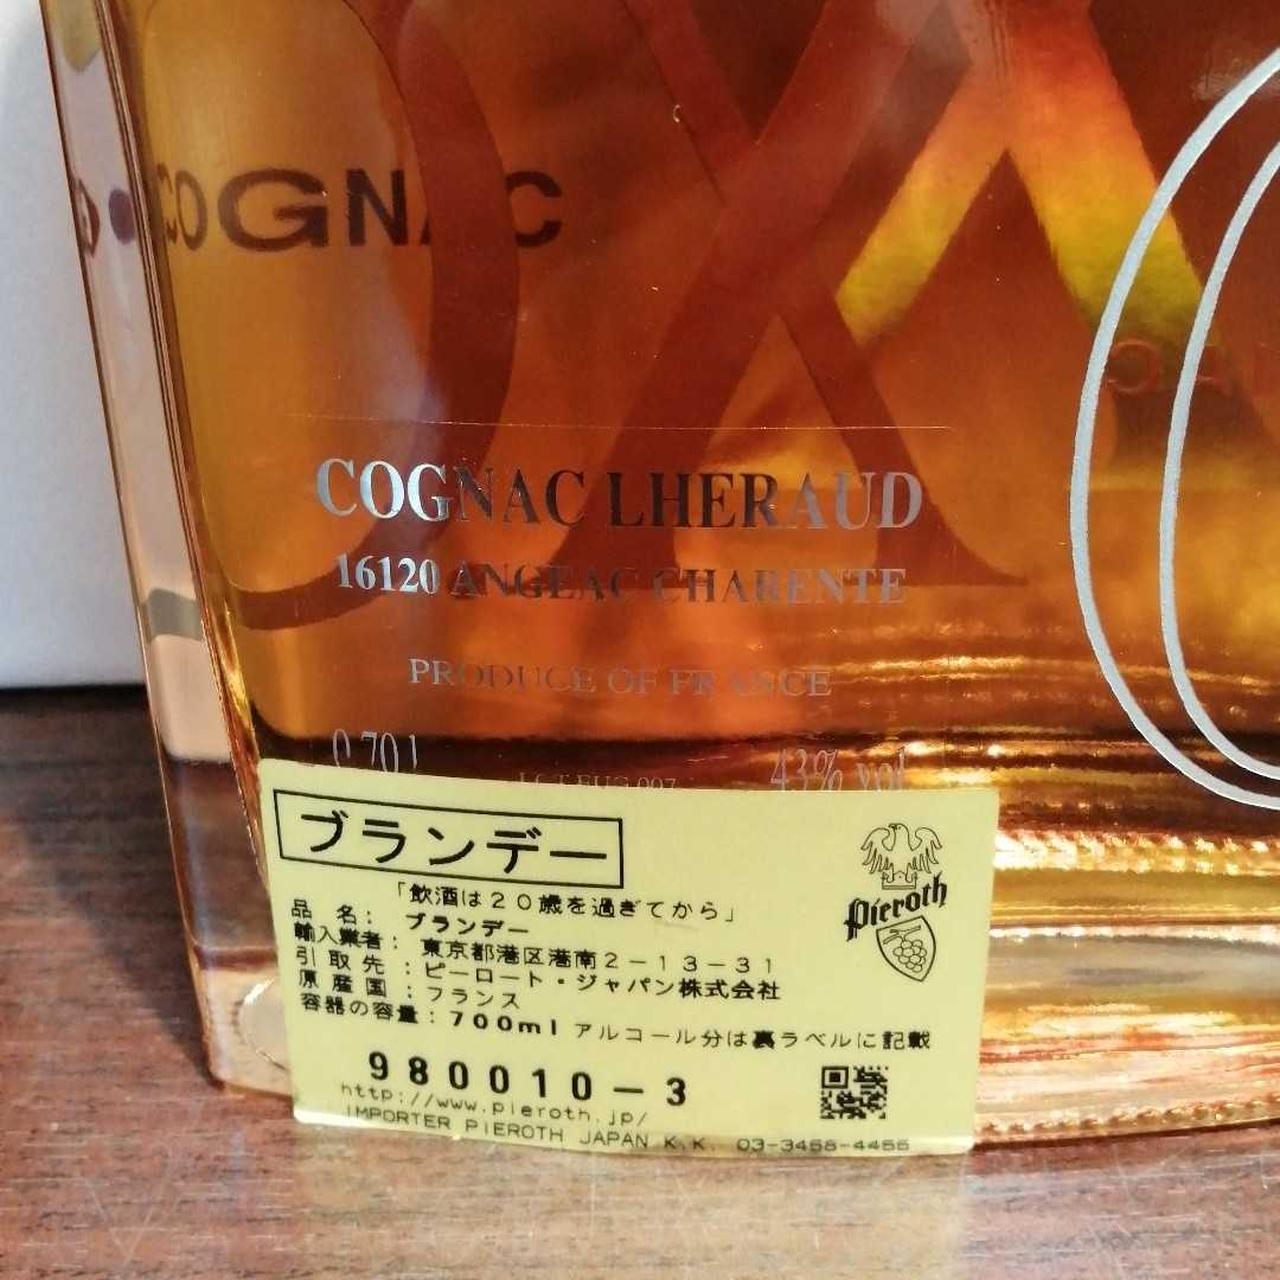 COGNAC
COGNAC LHERAUD
16120 ANGEAC CHARENTE
PRODUCE OF FRANCE
0,70 l
43% vol
ブランデー
「飲酒は20歳を過ぎてから」
品 名： ブランデー
輸入業者： 東京都港区港南2-13-31
引取先 ：ピーロート・ジャパン株式会社
原産国 ：フランス
容器の容量：700ml アルコール分は裏ラベルに記載
980010-3
http://www.pieroth.jp/
IMPORTER PIEROTH JAPAN K.K. 03-3458-4455
Pieroth